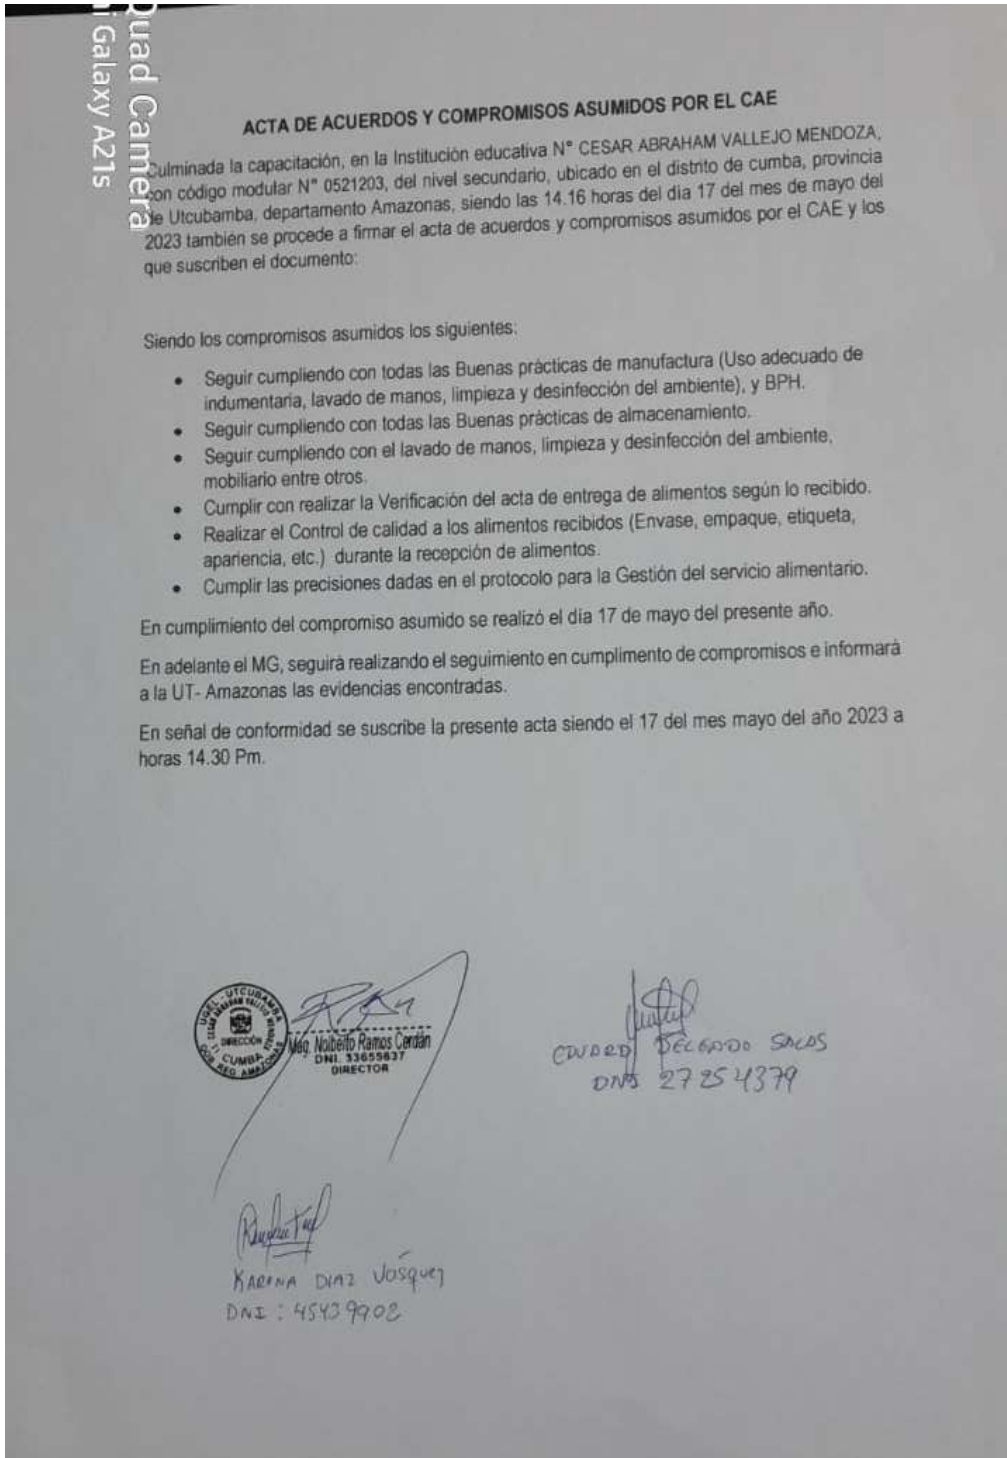 Quad Camera
i Galaxy A21s
ACTA DE ACUERDOS Y COMPROMISOS ASUMIDOS POR EL CAE
Culminada la capacitación, en la Institución educativa N° CESAR ABRAHAM VALLEJO MENDOZA,
con código modular N° 0521203, del nivel secundario, ubicado en el distrito de cumba, provincia
de Utcubamba, departamento Amazonas, siendo las 14.16 horas del día 17 del mes de mayo del
2023 también se procede a firmar el acta de acuerdos y compromisos asumidos por el CAE y los
que suscriben el documento:
Siendo los compromisos asumidos los siguientes:
• Seguir cumpliendo con todas las Buenas prácticas de manufactura (Uso adecuado de
indumentaria, lavado de manos, limpieza y desinfección del ambiente), y BPH.
• Seguir cumpliendo con todas las Buenas prácticas de almacenamiento.
• Seguir cumpliendo con el lavado de manos, limpieza y desinfección del ambiente,
mobiliario entre otros.
• Cumplir con realizar la Verificación del acta de entrega de alimentos según lo recibido.
• Realizar el Control de calidad a los alimentos recibidos (Envase, empaque, etiqueta,
apariencia, etc.) durante la recepción de alimentos.
• Cumplir las precisiones dadas en el protocolo para la Gestión del servicio alimentario.
En cumplimiento del compromiso asumido se realizó el día 17 de mayo del presente año.
En adelante el MG, seguirá realizando el seguimiento en cumplimento de compromisos e informará
a la UT- Amazonas las evidencias encontradas.
En señal de conformidad se suscribe la presente acta siendo el 17 del mes mayo del año 2023 a
horas 14.30 Pm.
UGEL - UTCUBAMBA
DIRECCIÓN
CUMBA
Mag. Nolberto Ramos Cerdán
DNI. 33655637
DIRECTOR
EDUARDO DELGADO SALAS
DNI 27254379
KARINA DIAZ Vásquez
DNI: 45439902